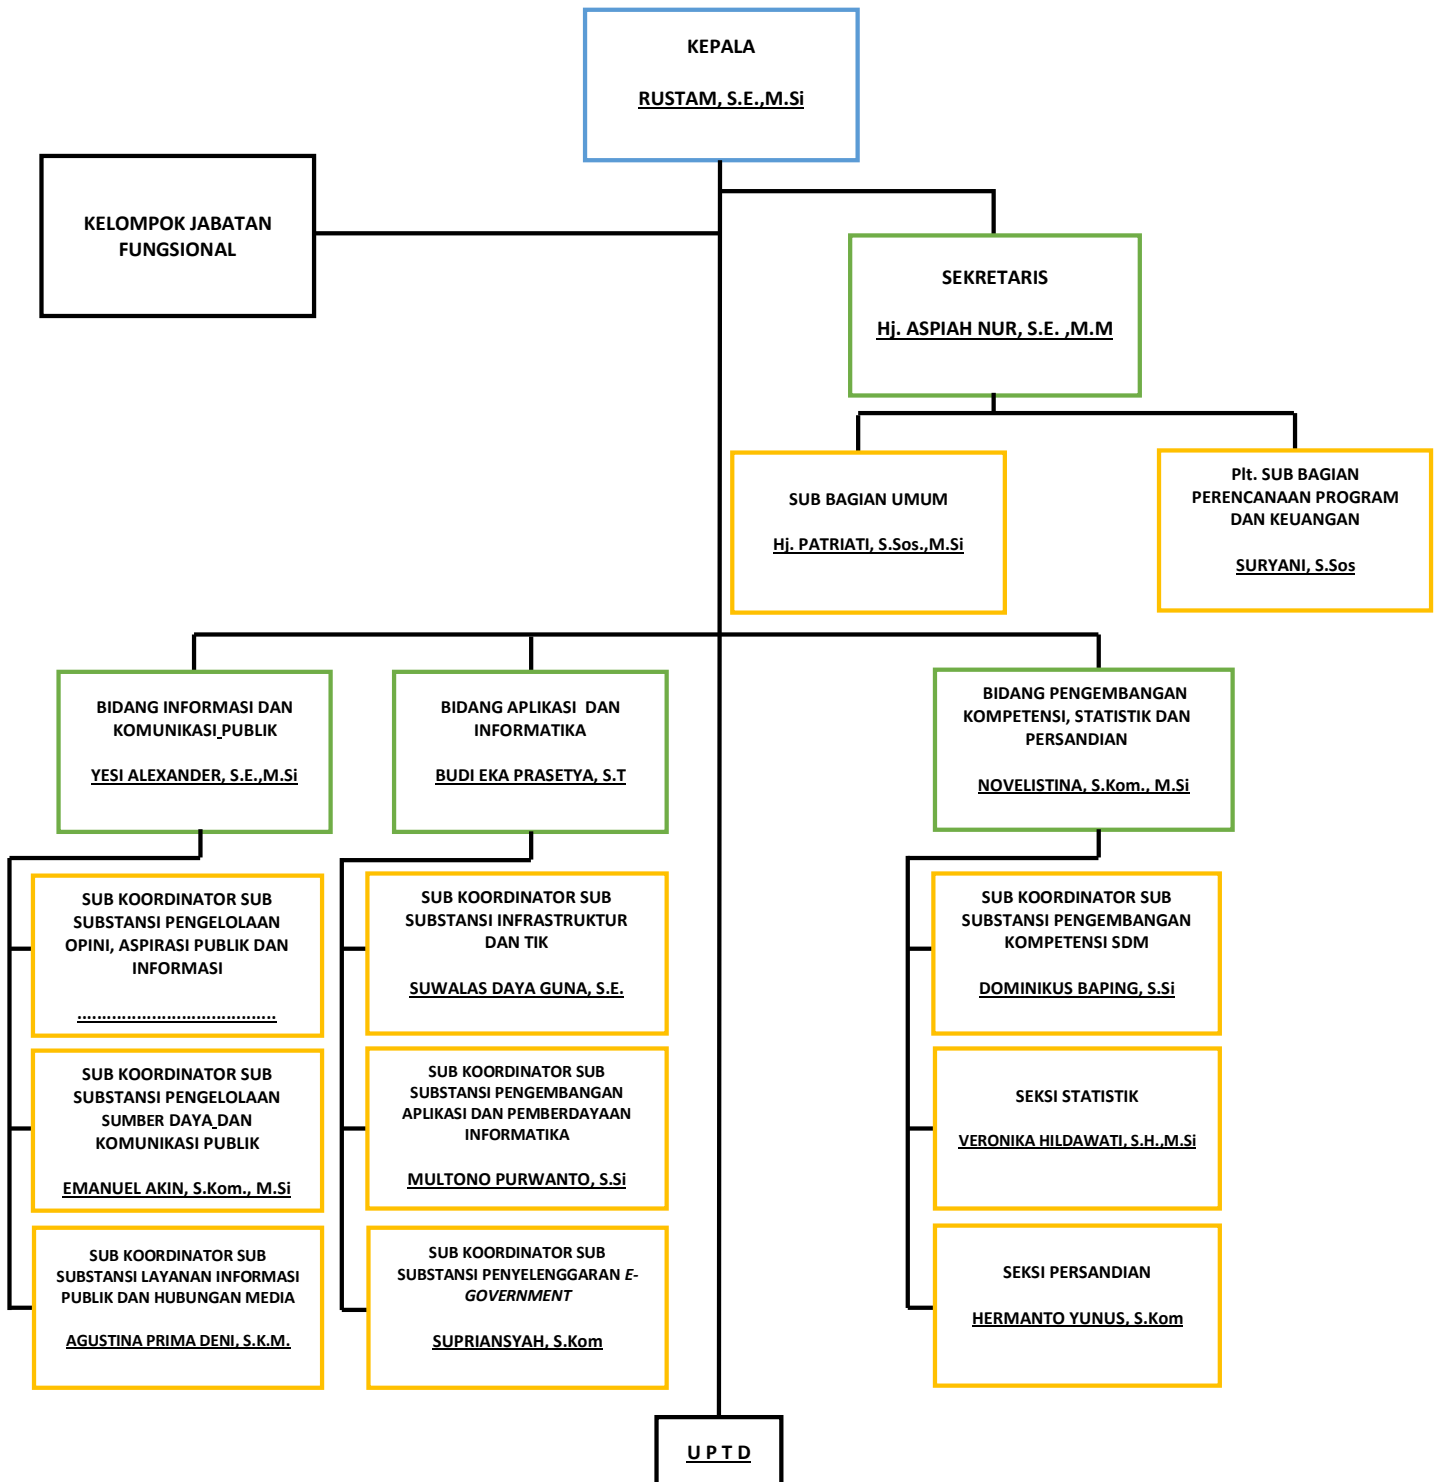 KEPALA
RUSTAM, S.E.,M.Si
KELOMPOK JABATAN
FUNGSIONAL
SEKRETARIS
Hj. ASPIAH NUR, S.E. ,M.M
SUB BAGIAN UMUM
Hj. PATRIATI, S.Sos.,M.Si
Plt. SUB BAGIAN
PERENCANAAN PROGRAM
DAN KEUANGAN
SURYANI, S.Sos
BIDANG INFORMASI DAN
KOMUNIKASI PUBLIK
YESI ALEXANDER, S.E.,M.Si
BIDANG APLIKASI DAN
INFORMATIKA
BUDI EKA PRASETYA, S.T
BIDANG PENGEMBANGAN
KOMPETENSI, STATISTIK DAN
PERSANDIAN
NOVELISTINA, S.Kom., M.Si
SUB KOORDINATOR SUB
SUBSTANSI PENGELOLAAN
OPINI, ASPIRASI PUBLIK DAN
INFORMASI
.......................................
SUB KOORDINATOR SUB
SUBSTANSI PENGELOLAAN
SUMBER DAYA DAN
KOMUNIKASI PUBLIK
EMANUEL AKIN, S.Kom., M.Si
SUB KOORDINATOR SUB
SUBSTANSI LAYANAN INFORMASI
PUBLIK DAN HUBUNGAN MEDIA
AGUSTINA PRIMA DENI, S.K.M.
SUB KOORDINATOR SUB
SUBSTANSI INFRASTRUKTUR
DAN TIK
SUWALAS DAYA GUNA, S.E.
SUB KOORDINATOR SUB
SUBSTANSI PENGEMBANGAN
APLIKASI DAN PEMBERDAYAAN
INFORMATIKA
MULTONO PURWANTO, S.Si
SUB KOORDINATOR SUB
SUBSTANSI PENYELENGGARAN E-
GOVERNMENT
SUPRIANSYAH, S.Kom
SUB KOORDINATOR SUB
SUBSTANSI PENGEMBANGAN
KOMPETENSI SDM
DOMINIKUS BAPING, S.Si
SEKSI STATISTIK
VERONIKA HILDAWATI, S.H.,M.Si
SEKSI PERSANDIAN
HERMANTO YUNUS, S.Kom
U P T D